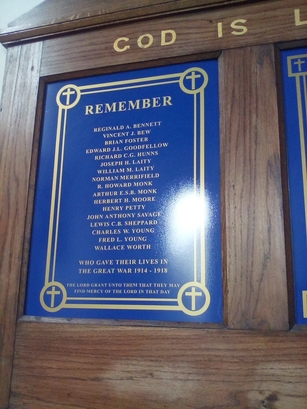 GOD IS
REMEMBER
REGINALD A. BENNETT
VINCENT J. BEW
BRIAN FOSTER
EDWARD J.L. GOODFELLOW
RICHARD C.G. HUNNS
JOSEPH H. LAITY
WILLIAM M. LAITY
NORMAN MERRIFIELD
R. HOWARD MONK
ARTHUR E.S.B. MONK
HERBERT H. MOORE
HENRY PETTY
JOHN ANTHONY SAVAGE
LEWIS C.B. SHEPPARD
CHARLES W. YOUNG
FRED L. YOUNG
WALLACE WORTH
WHO GAVE THEIR LIVES IN
THE GREAT WAR 1914 - 1918
THE LORD GRANT UNTO THEM THAT THEY MAY
FIND MERCY OF THE LORD IN THAT DAY